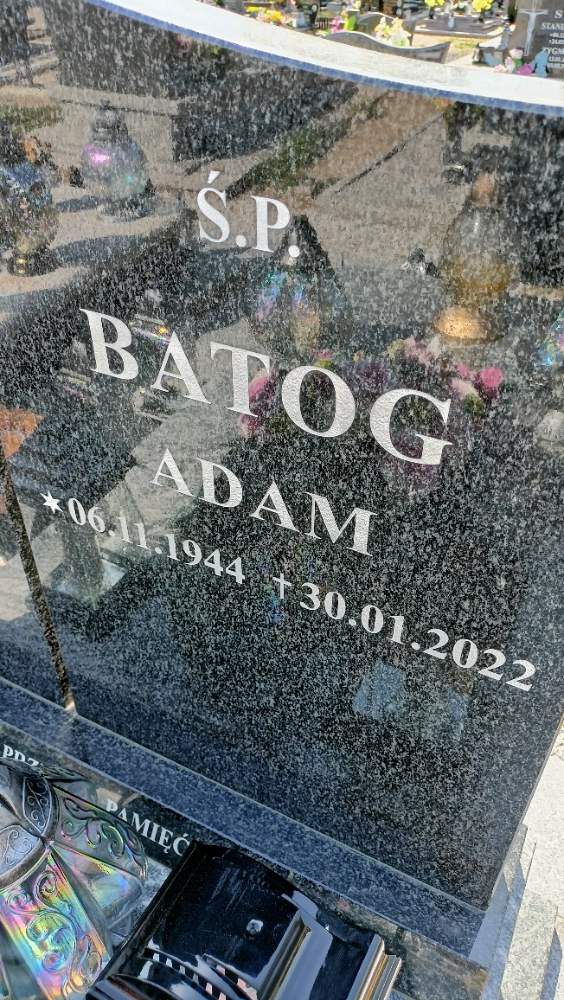 Ś.P.
BATOG
ADAM
★06.11.1944 †30.01.2022
PAMIĘĆ